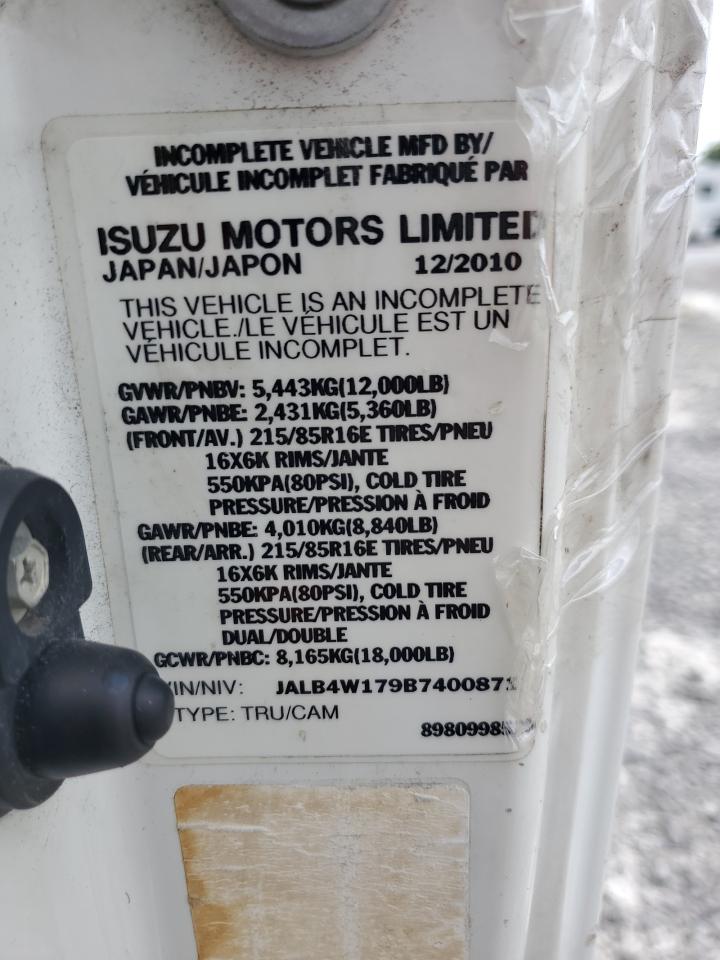 INCOMPLETE VEHICLE MFD BY/
VÉHICULE INCOMPLET FABRIQUÉ PAR
ISUZU MOTORS LIMITED
JAPAN/JAPON 12/2010
THIS VEHICLE IS AN INCOMPLETE
VEHICLE./LE VÉHICULE EST UN
VÉHICULE INCOMPLET.
GVWR/PNBV: 5,443KG(12,000LB)
GAWR/PNBE: 2,431KG(5,360LB)
(FRONT/AV.) 215/85R16E TIRES/PNEU
16X6K RIMS/JANTE
550KPA(80PSI), COLD TIRE
PRESSURE/PRESSION À FROID
GAWR/PNBE: 4,010KG(8,840LB)
(REAR/ARR.) 215/85R16E TIRES/PNEU
16X6K RIMS/JANTE
550KPA(80PSI), COLD TIRE
PRESSURE/PRESSION À FROID
DUAL/DOUBLE
GCWR/PNBC: 8,165KG(18,000LB)
VIN/NIV: JALB4W179B7400871
TYPE: TRU/CAM